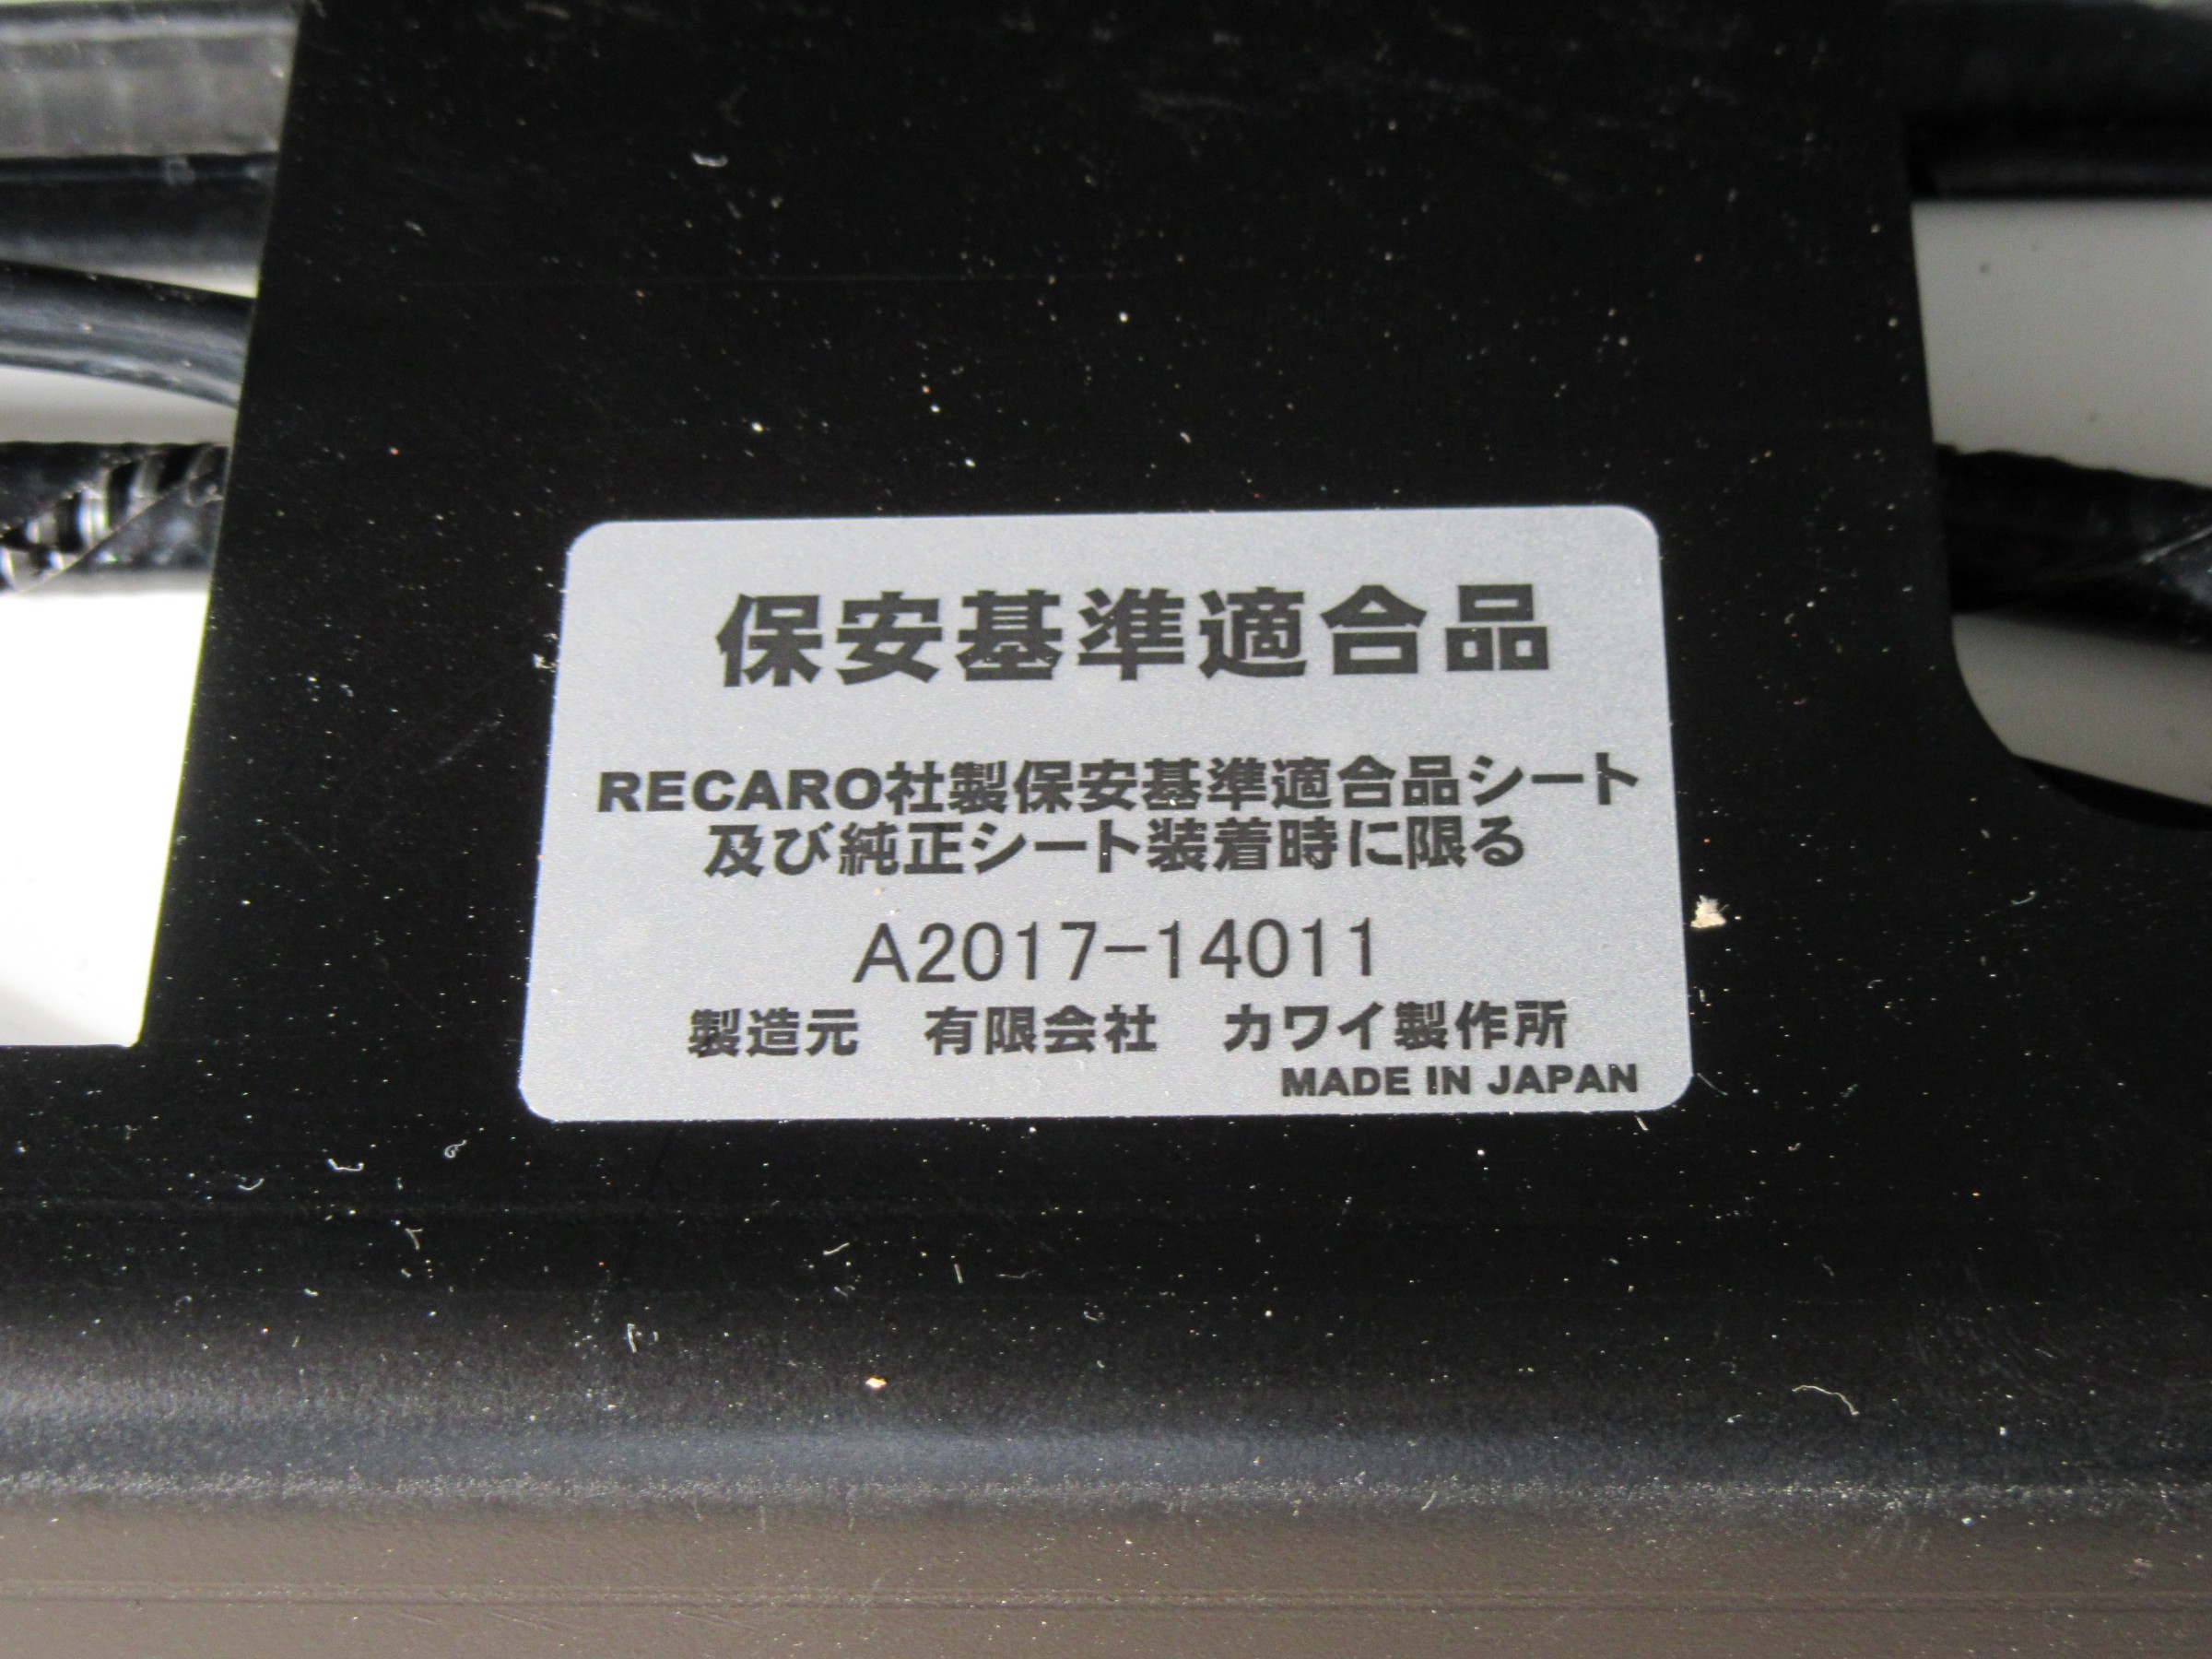 保安基準適合品
RECARO社製保安基準適合品シート
及び純正シート装着時に限る
A2017-14011
製造元　有限会社　カワイ製作所
MADE IN JAPAN